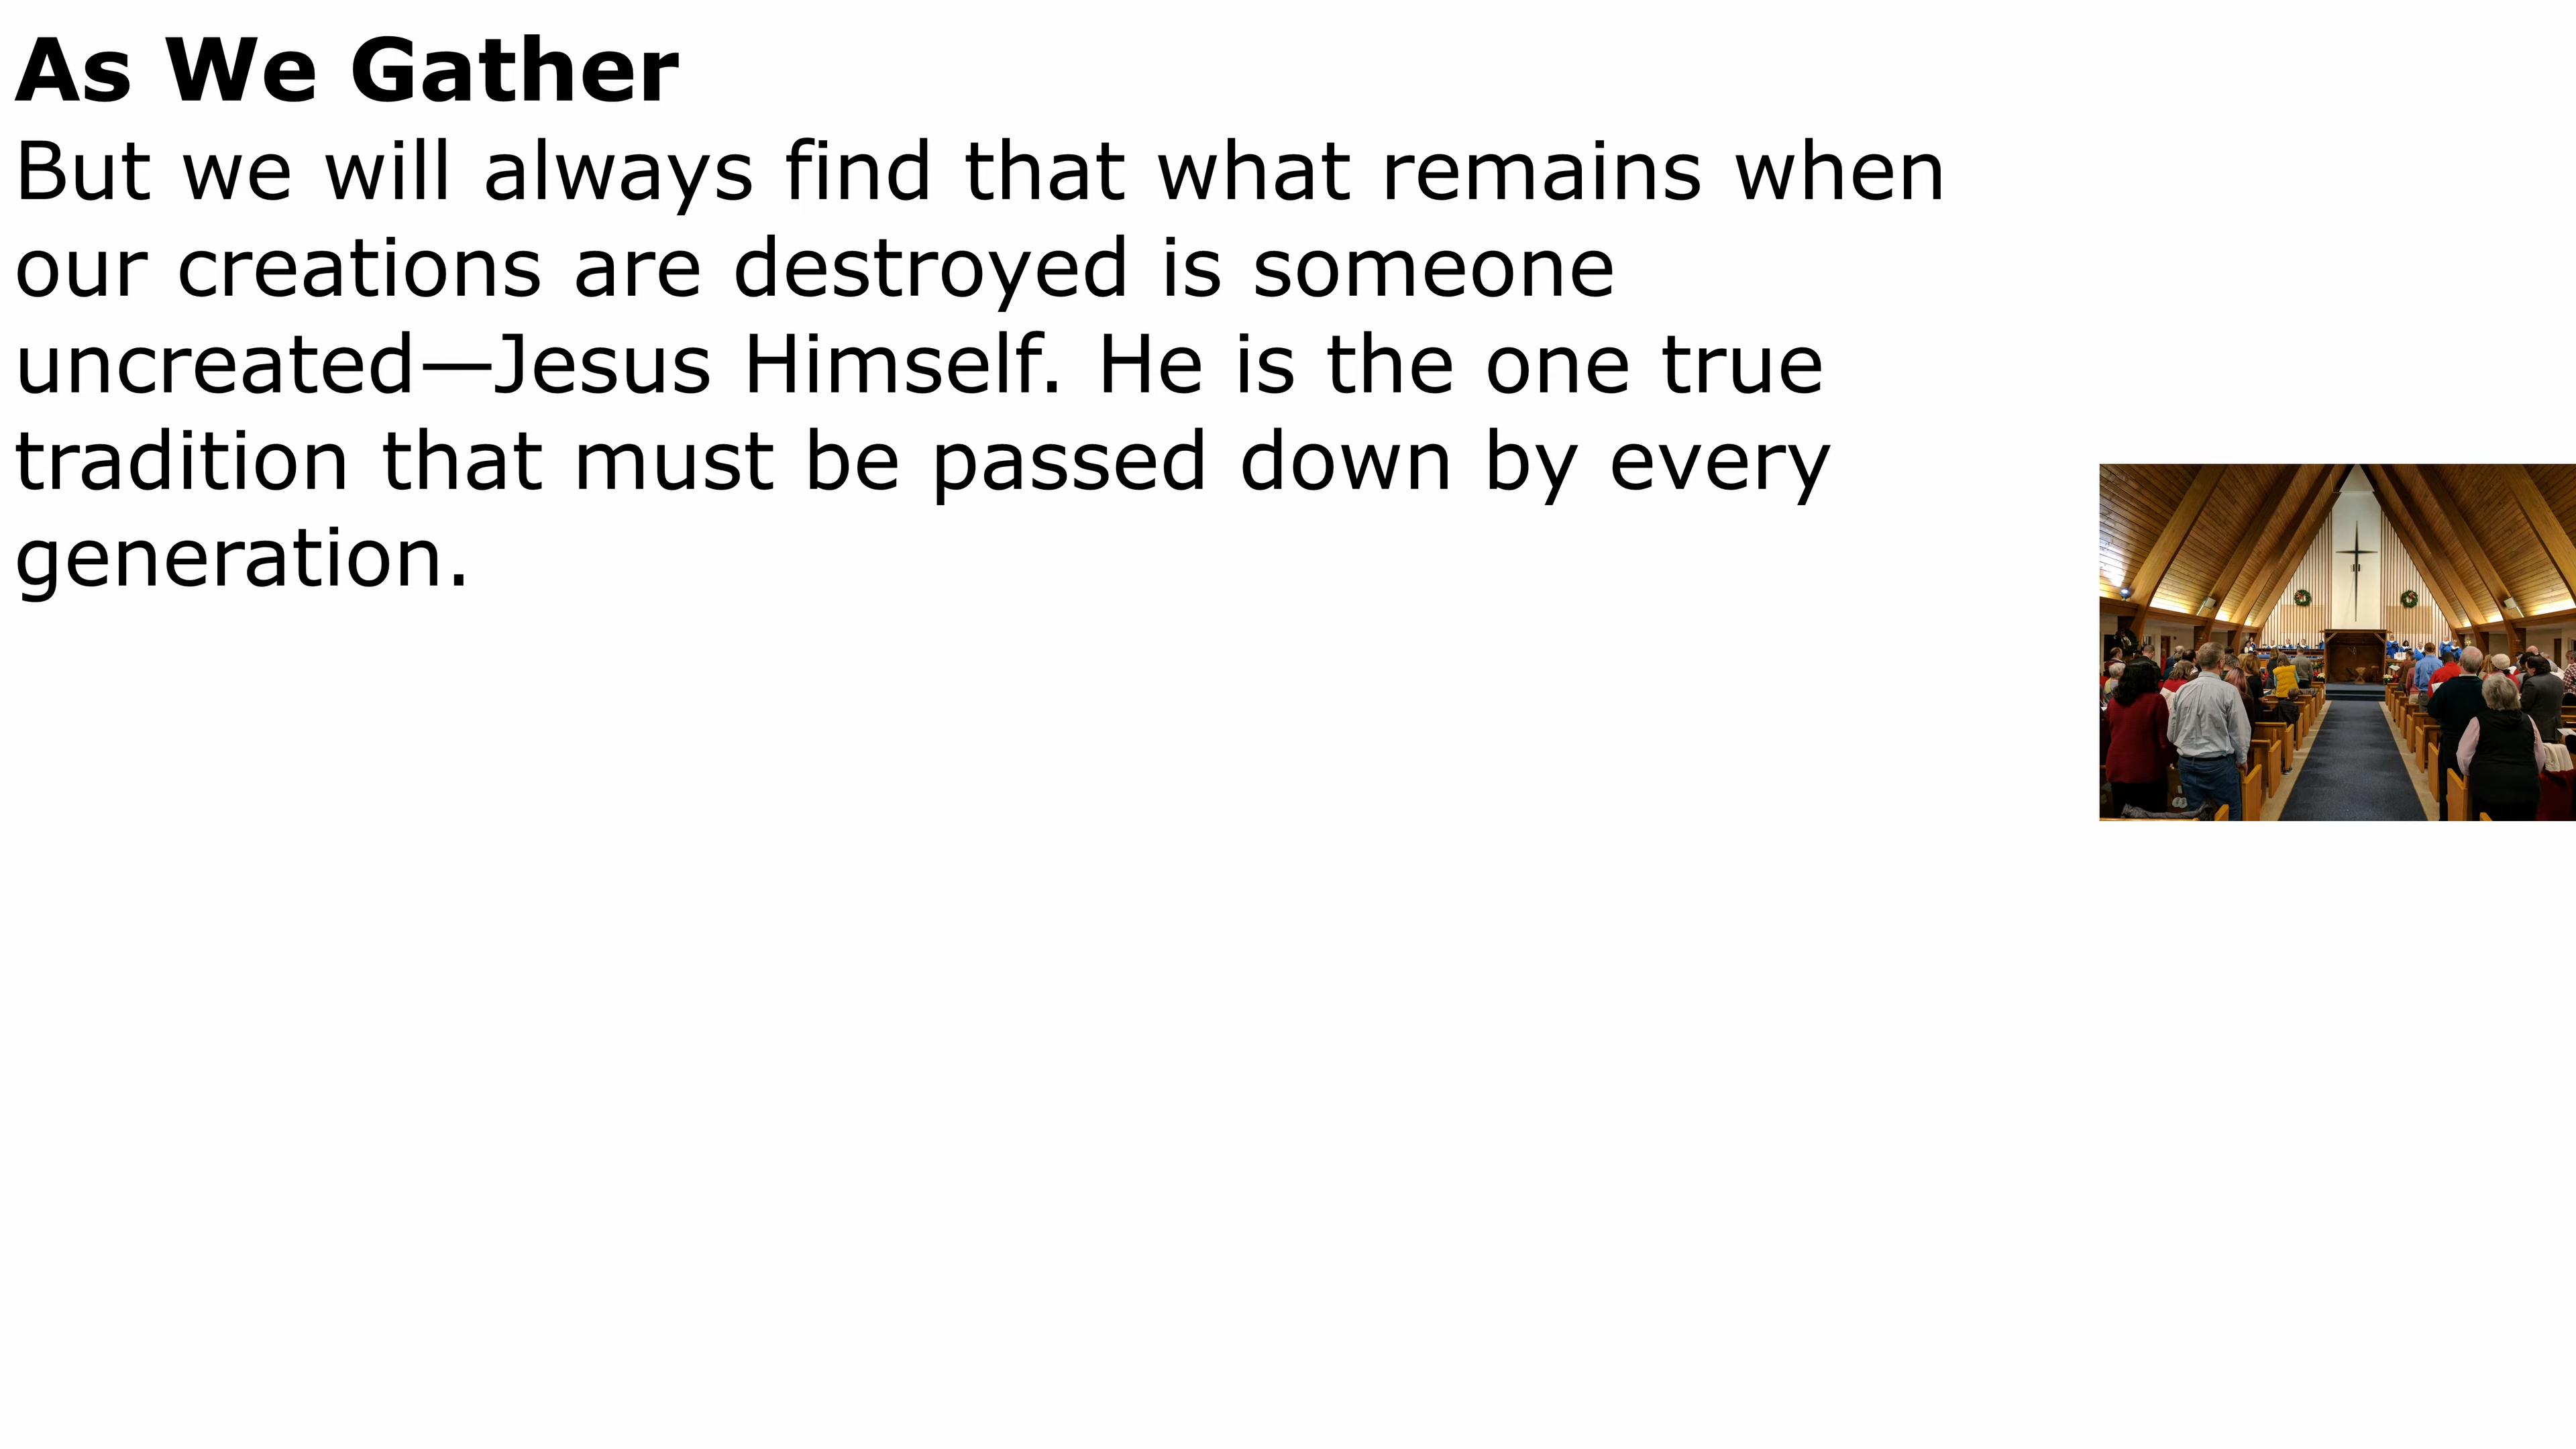 As We Gather
But we will always find that what remains when
our creations are destroyed is someone
uncreated—Jesus Himself. He is the one true
tradition that must be passed down by every
generation.